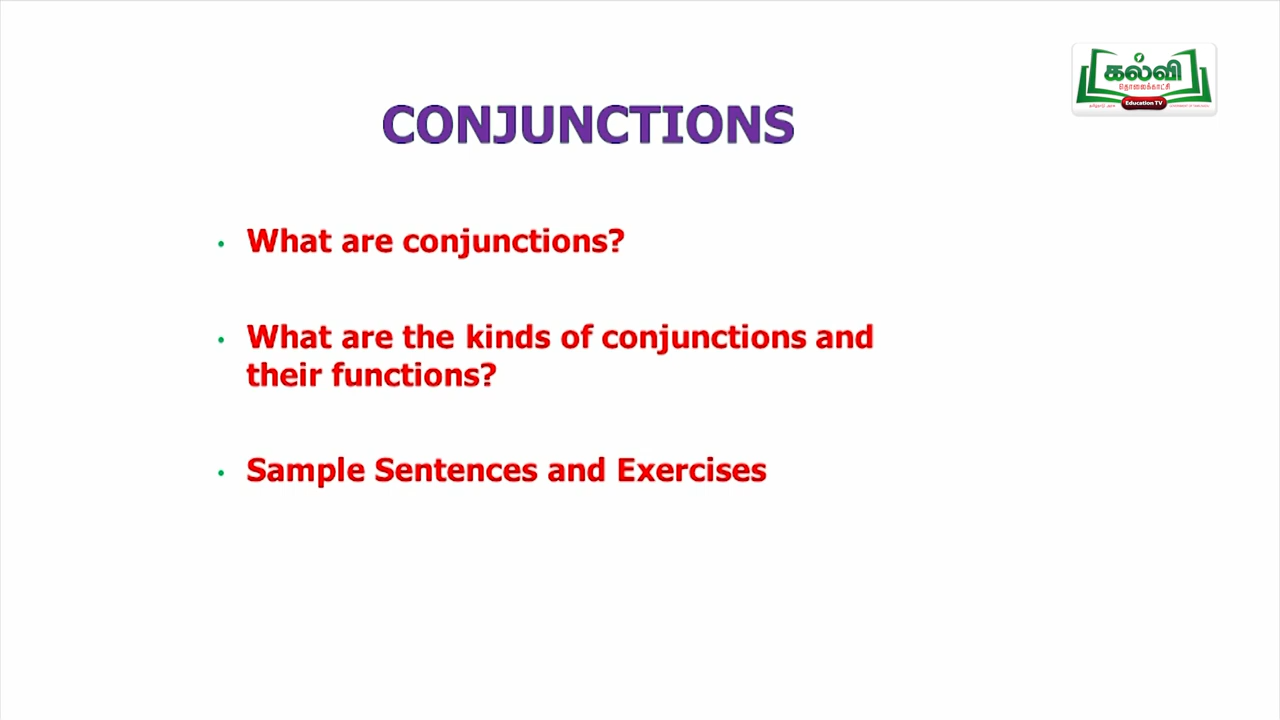 கல்வி
தொலைக்காட்சி
Education TV
CONJUNCTIONS
• What are conjunctions?
• What are the kinds of conjunctions and
their functions?
• Sample Sentences and Exercises